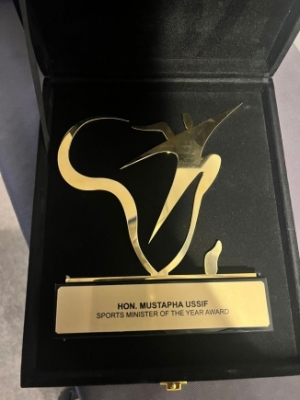 HON. MUSTAPHA USSIF
SPORTS MINISTER OF THE YEAR AWARD